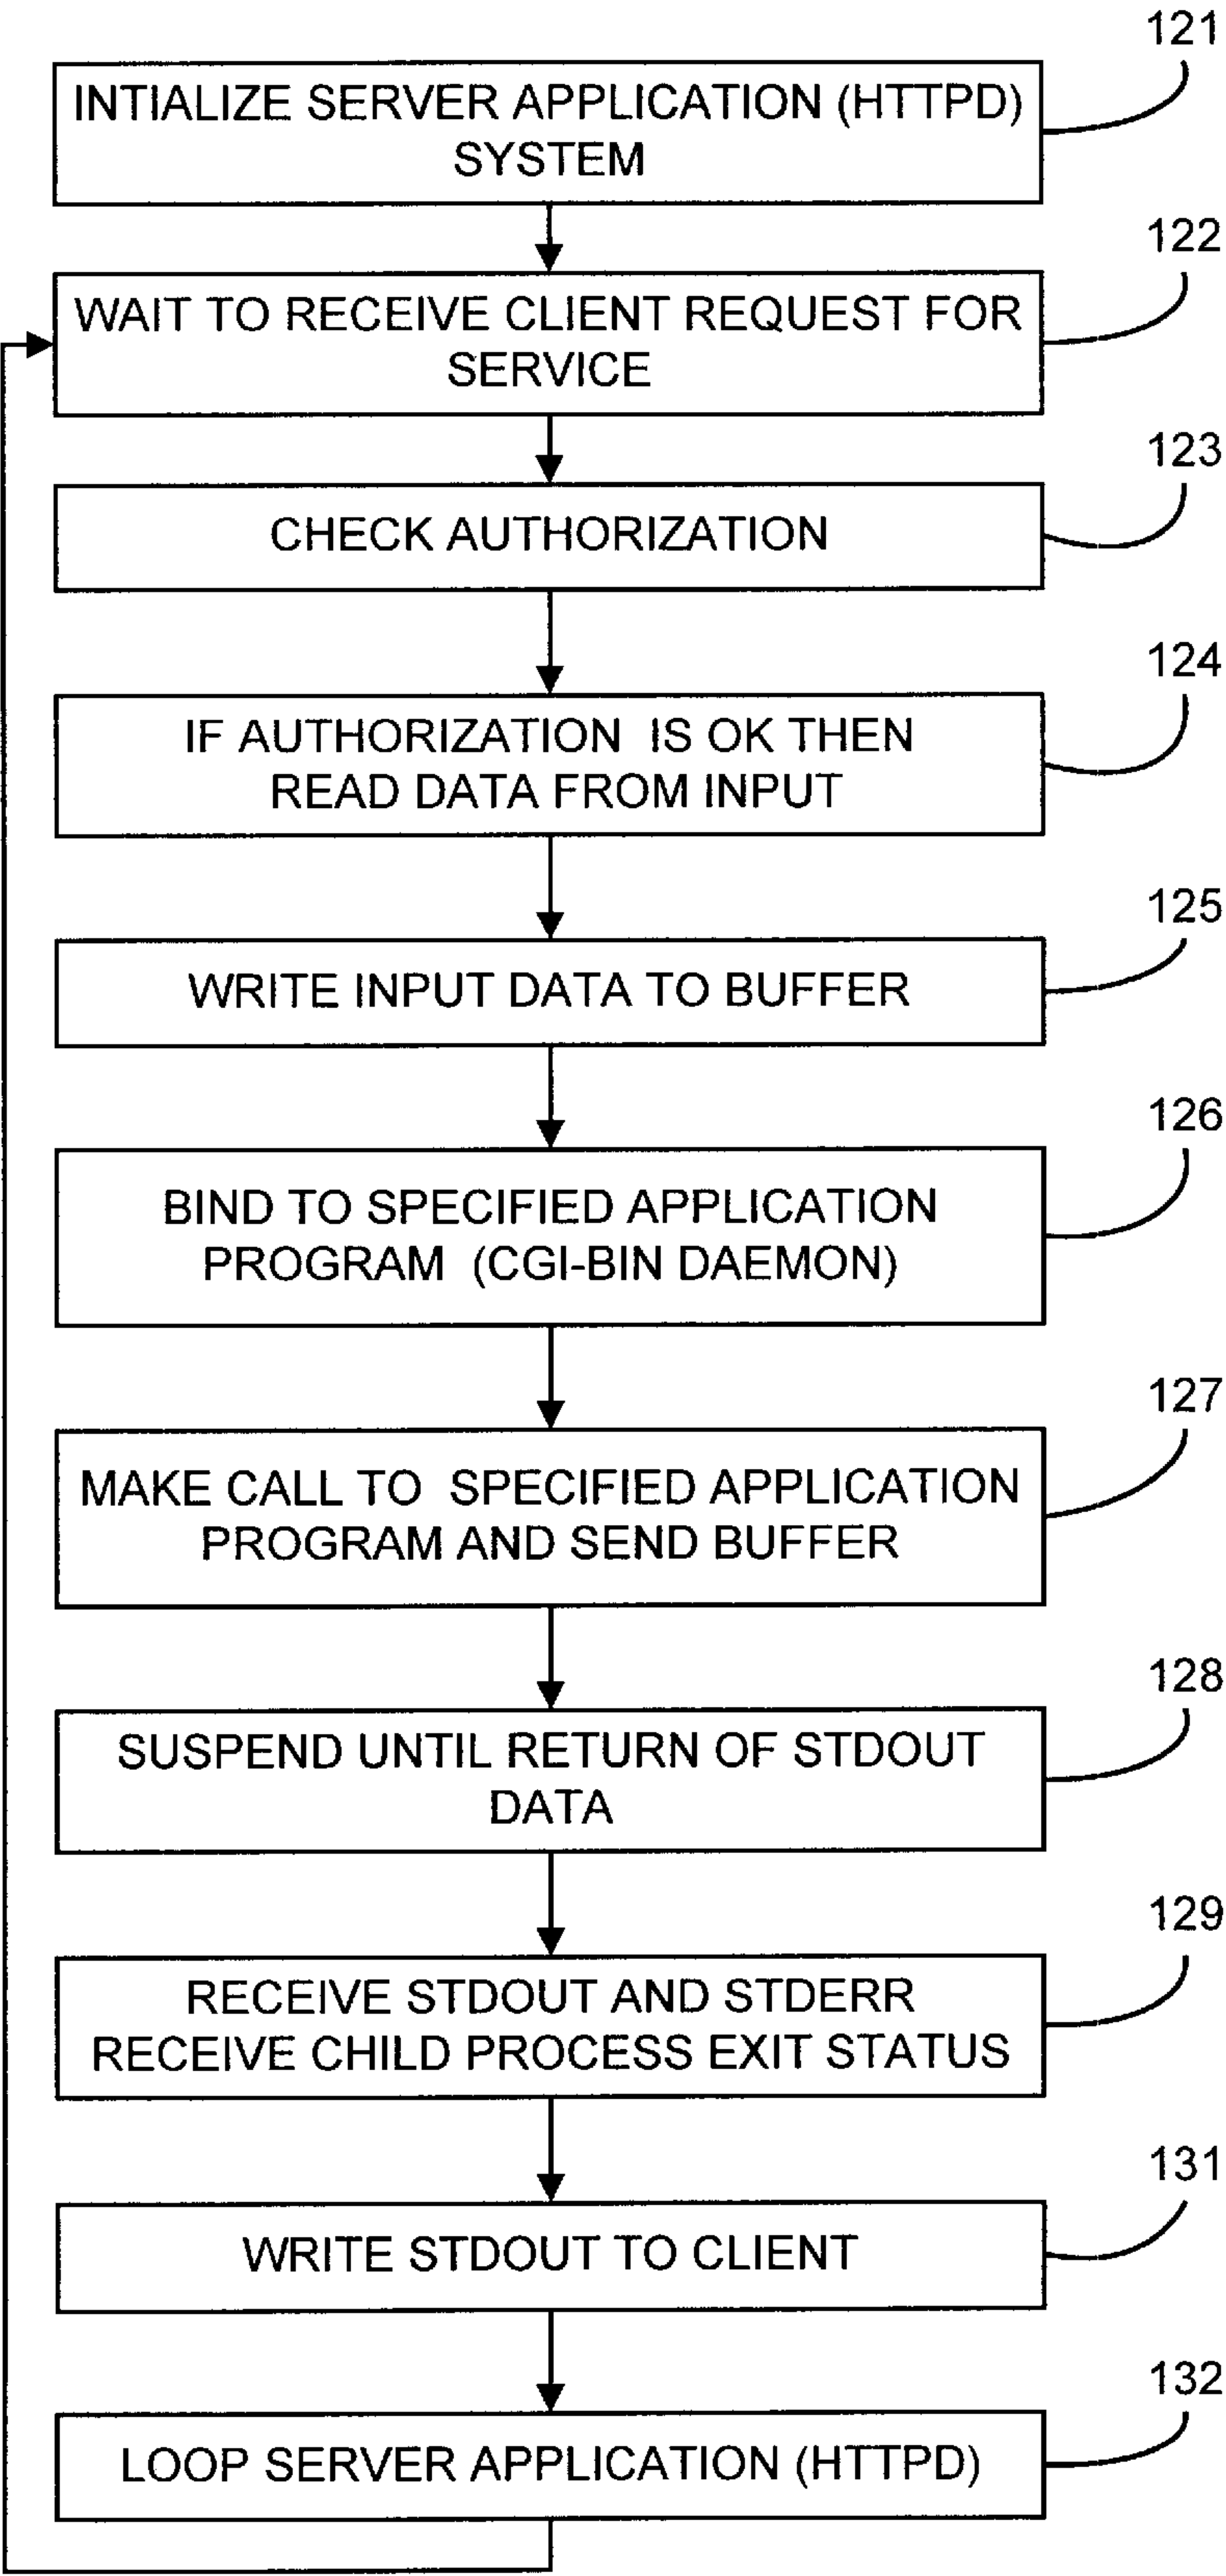 121
INTIALIZE SERVER APPLICATION (HTTPD)
SYSTEM
122
WAIT TO RECEIVE CLIENT REQUEST FOR
SERVICE
123
CHECK AUTHORIZATION
124
IF AUTHORIZATION IS OK THEN
READ DATA FROM INPUT
125
WRITE INPUT DATA TO BUFFER
126
BIND TO SPECIFIED APPLICATION
PROGRAM (CGI-BIN DAEMON)
127
MAKE CALL TO SPECIFIED APPLICATION
PROGRAM AND SEND BUFFER
128
SUSPEND UNTIL RETURN OF STDOUT
DATA
129
RECEIVE STDOUT AND STDERR
RECEIVE CHILD PROCESS EXIT STATUS
131
WRITE STDOUT TO CLIENT
132
LOOP SERVER APPLICATION (HTTPD)